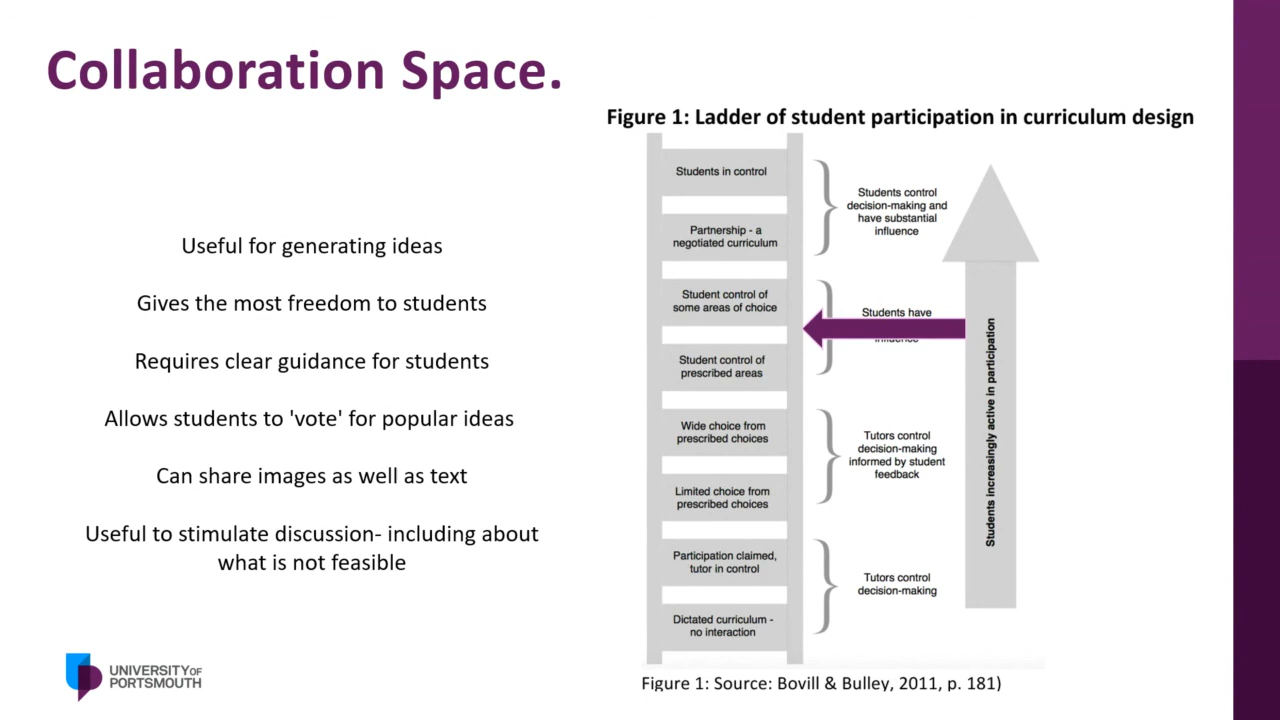 Collaboration Space.
Useful for generating ideas
Gives the most freedom to students
Requires clear guidance for students
Allows students to 'vote' for popular ideas
Can share images as well as text
Useful to stimulate discussion- including about
what is not feasible
UNIVERSITY OF
PORTSMOUTH
Figure 1: Ladder of student participation in curriculum design
Students in control
Partnership - a
negotiated curriculum
Student control of
some areas of choice
Student control of
prescribed areas
Wide choice from
prescribed choices
Limited choice from
prescribed choices
Participation claimed,
tutor in control
Dictated curriculum -
no interaction
Students control
decision-making and
have substantial
influence
Students have
Tutors control
decision-making
informed by student
feedback
Tutors control
decision-making
Students increasingly active in participation
Figure 1: Source: Bovill & Bulley, 2011, p. 181)